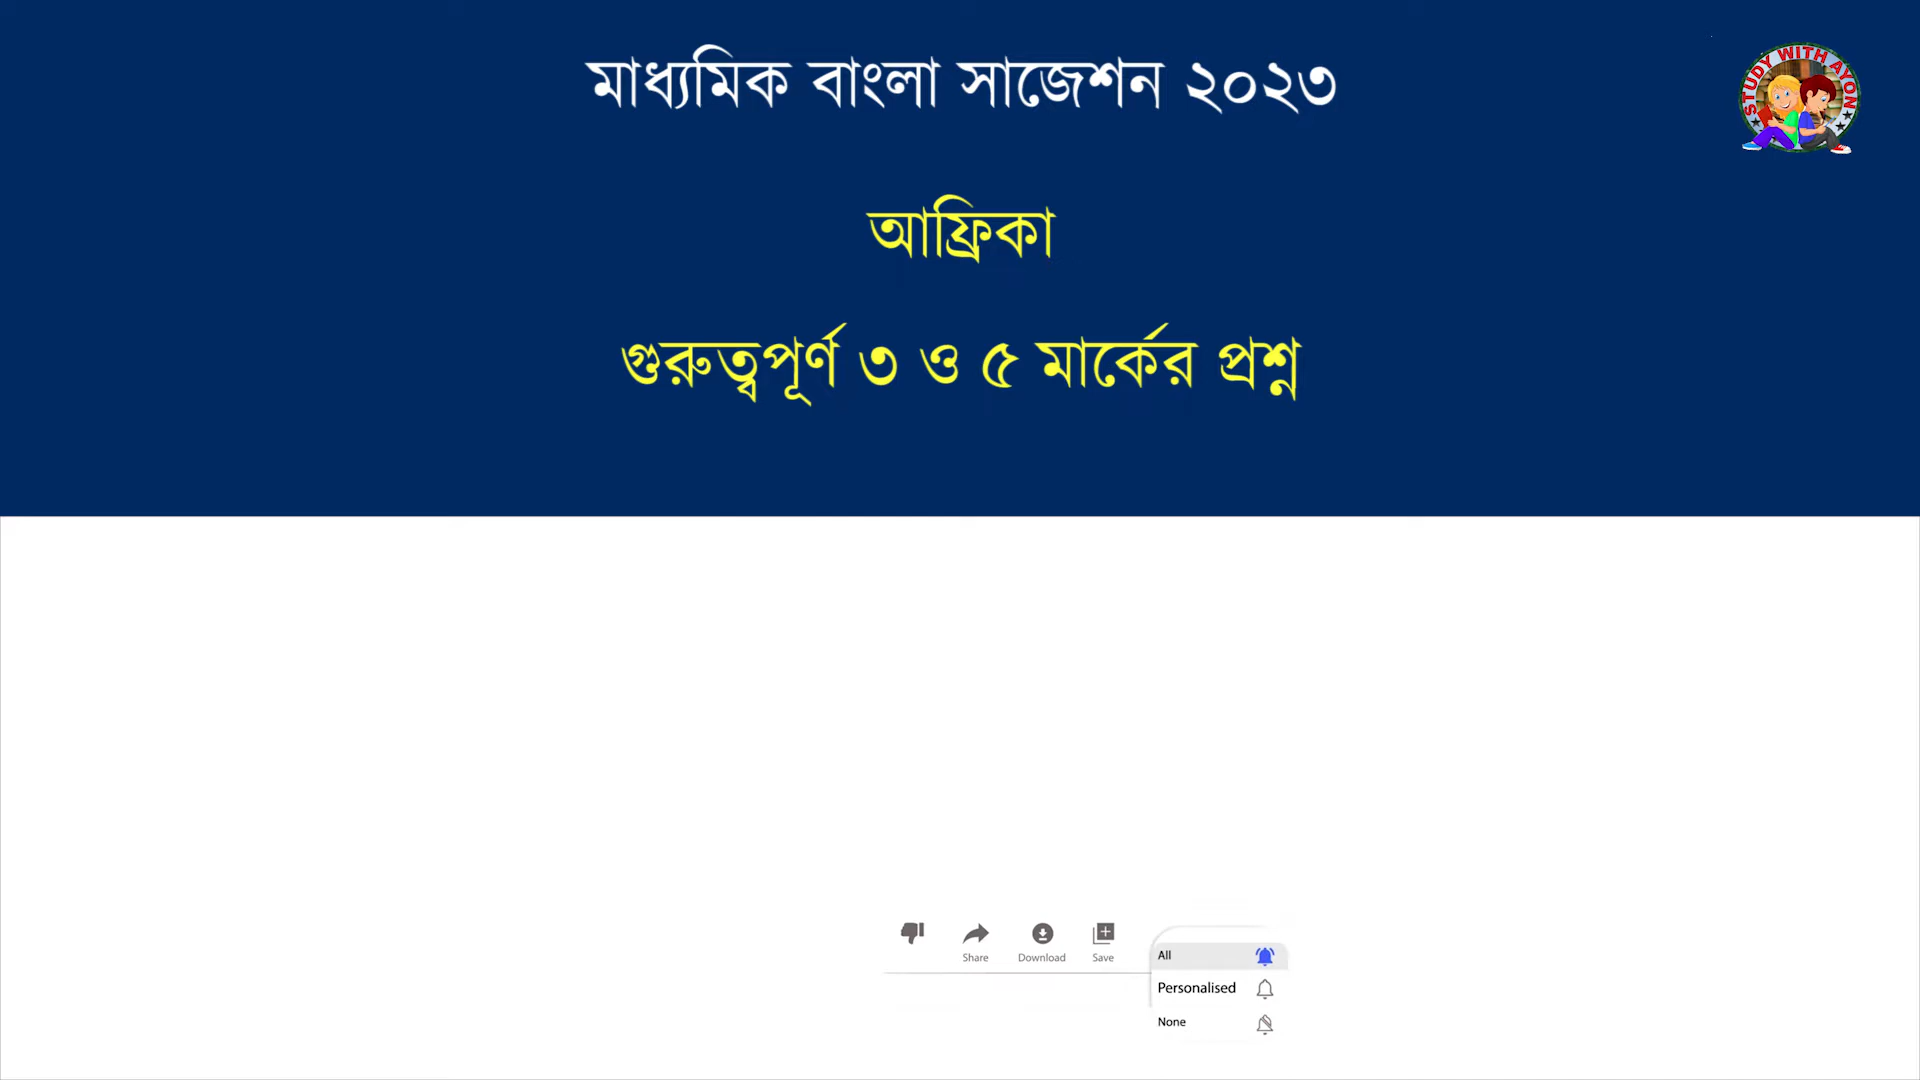 মাধ্যমিক বাংলা সাজেশন ২০২৩
STUDY WITH AYON
আফ্রিকা
গুরুত্বপূর্ণ ৩ ও ৫ মার্কের প্রশ্ন
Share Download Save
All
Personalised
None